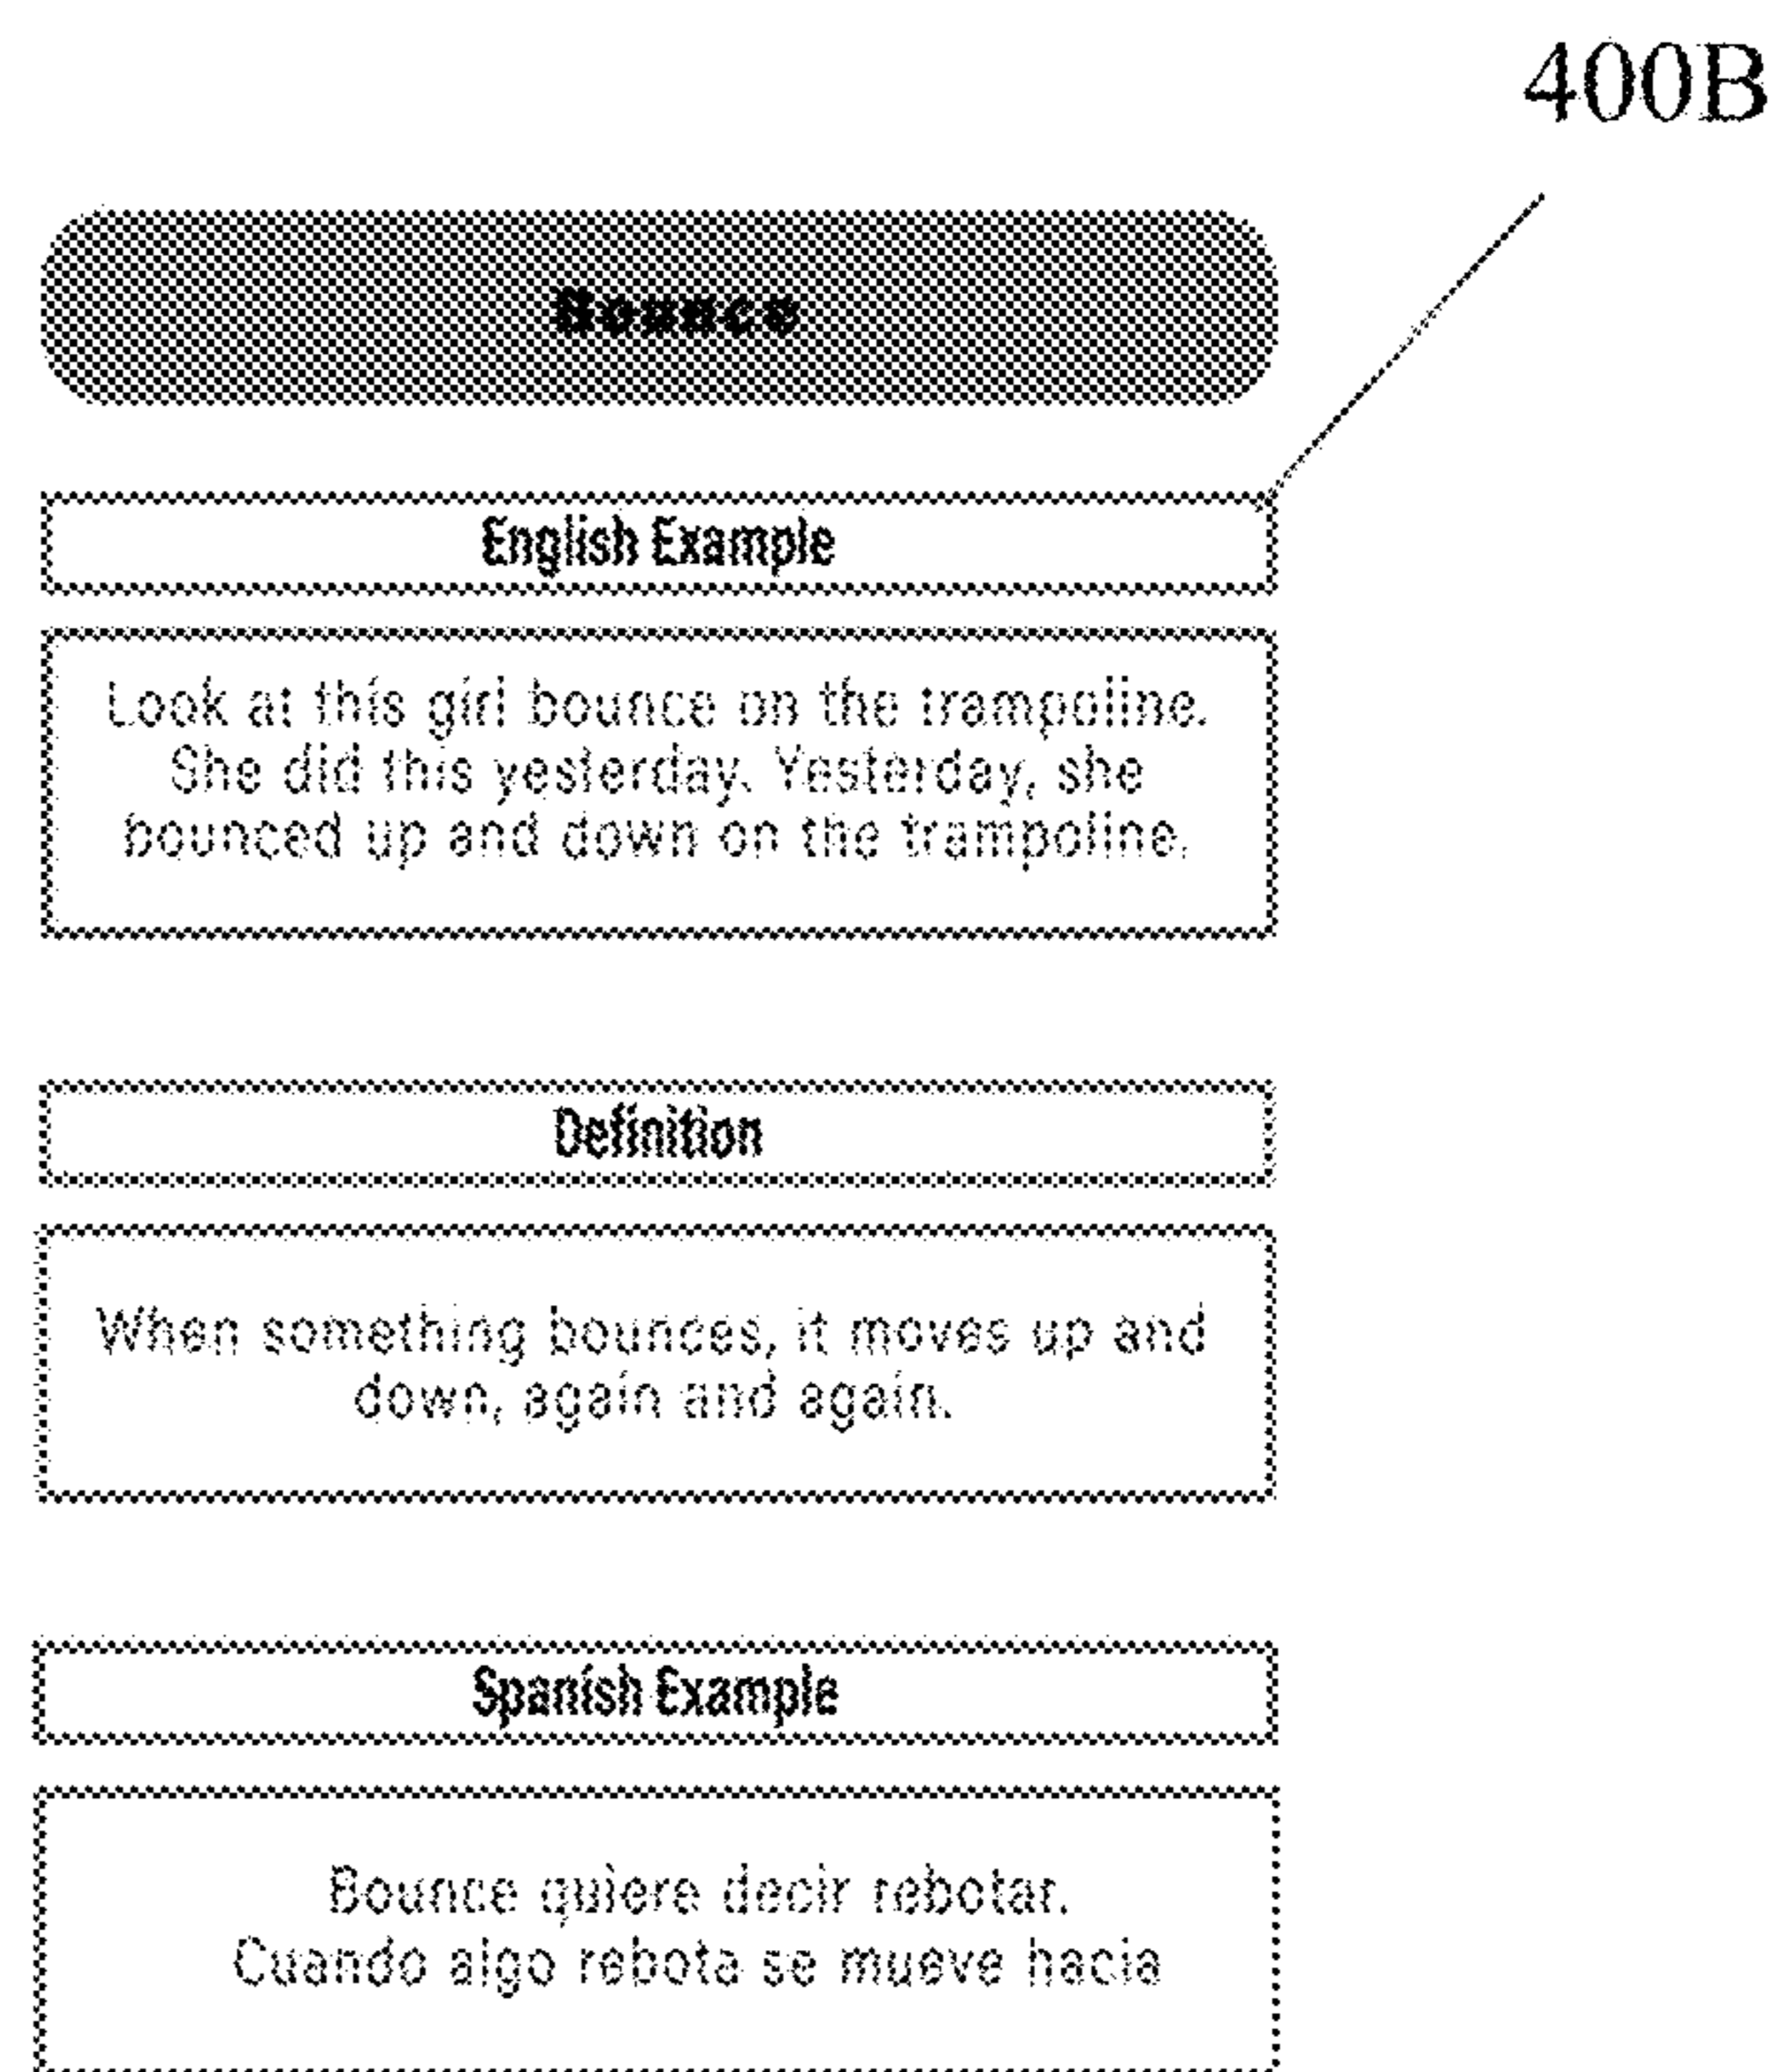 400B
Bounce
English Example
Look at this girl bounce on the trampoline.
She did this yesterday. Yesterday, she
bounced up and down on the trampoline.
Definition
When something bounces, it moves up and
down, again and again.
Spanish Example
Bounce quiere decir rebotar.
Cuando algo rebota se mueve hacia